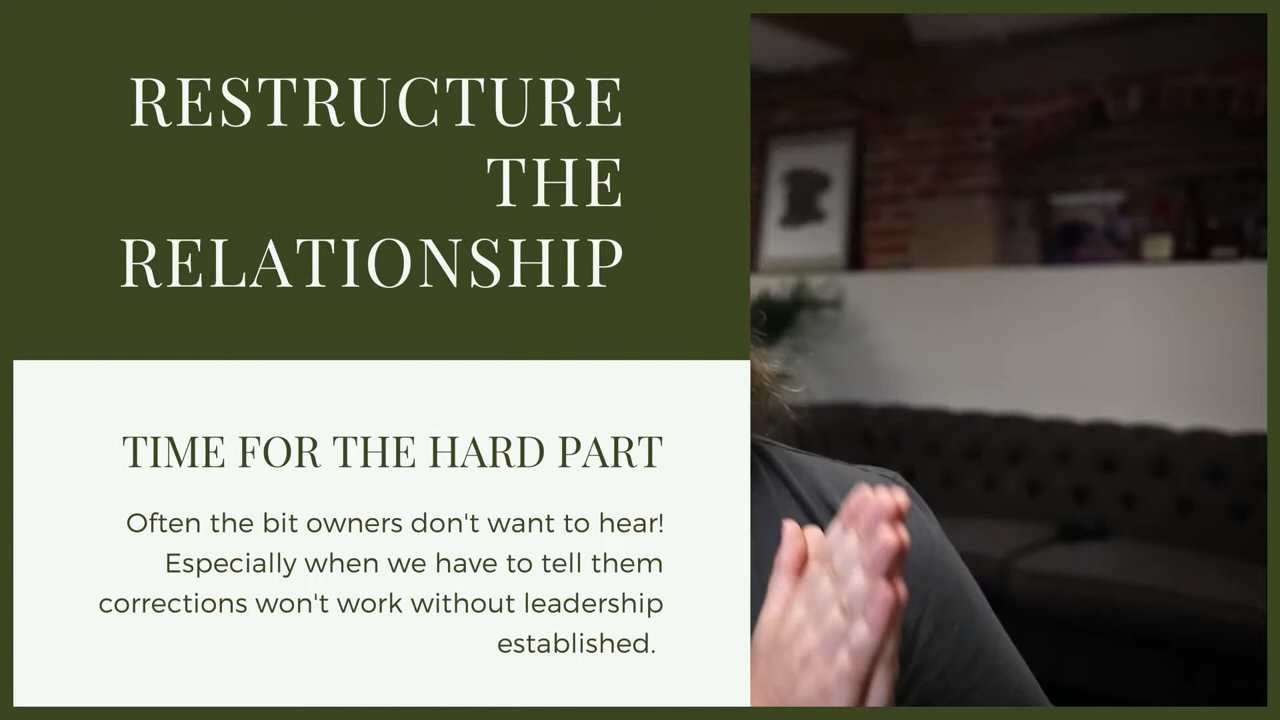 RESTRUCTURE
THE
RELATIONSHIP
TIME FOR THE HARD PART
Often the bit owners don't want to hear!
Especially when we have to tell them
corrections won't work without leadership
established.